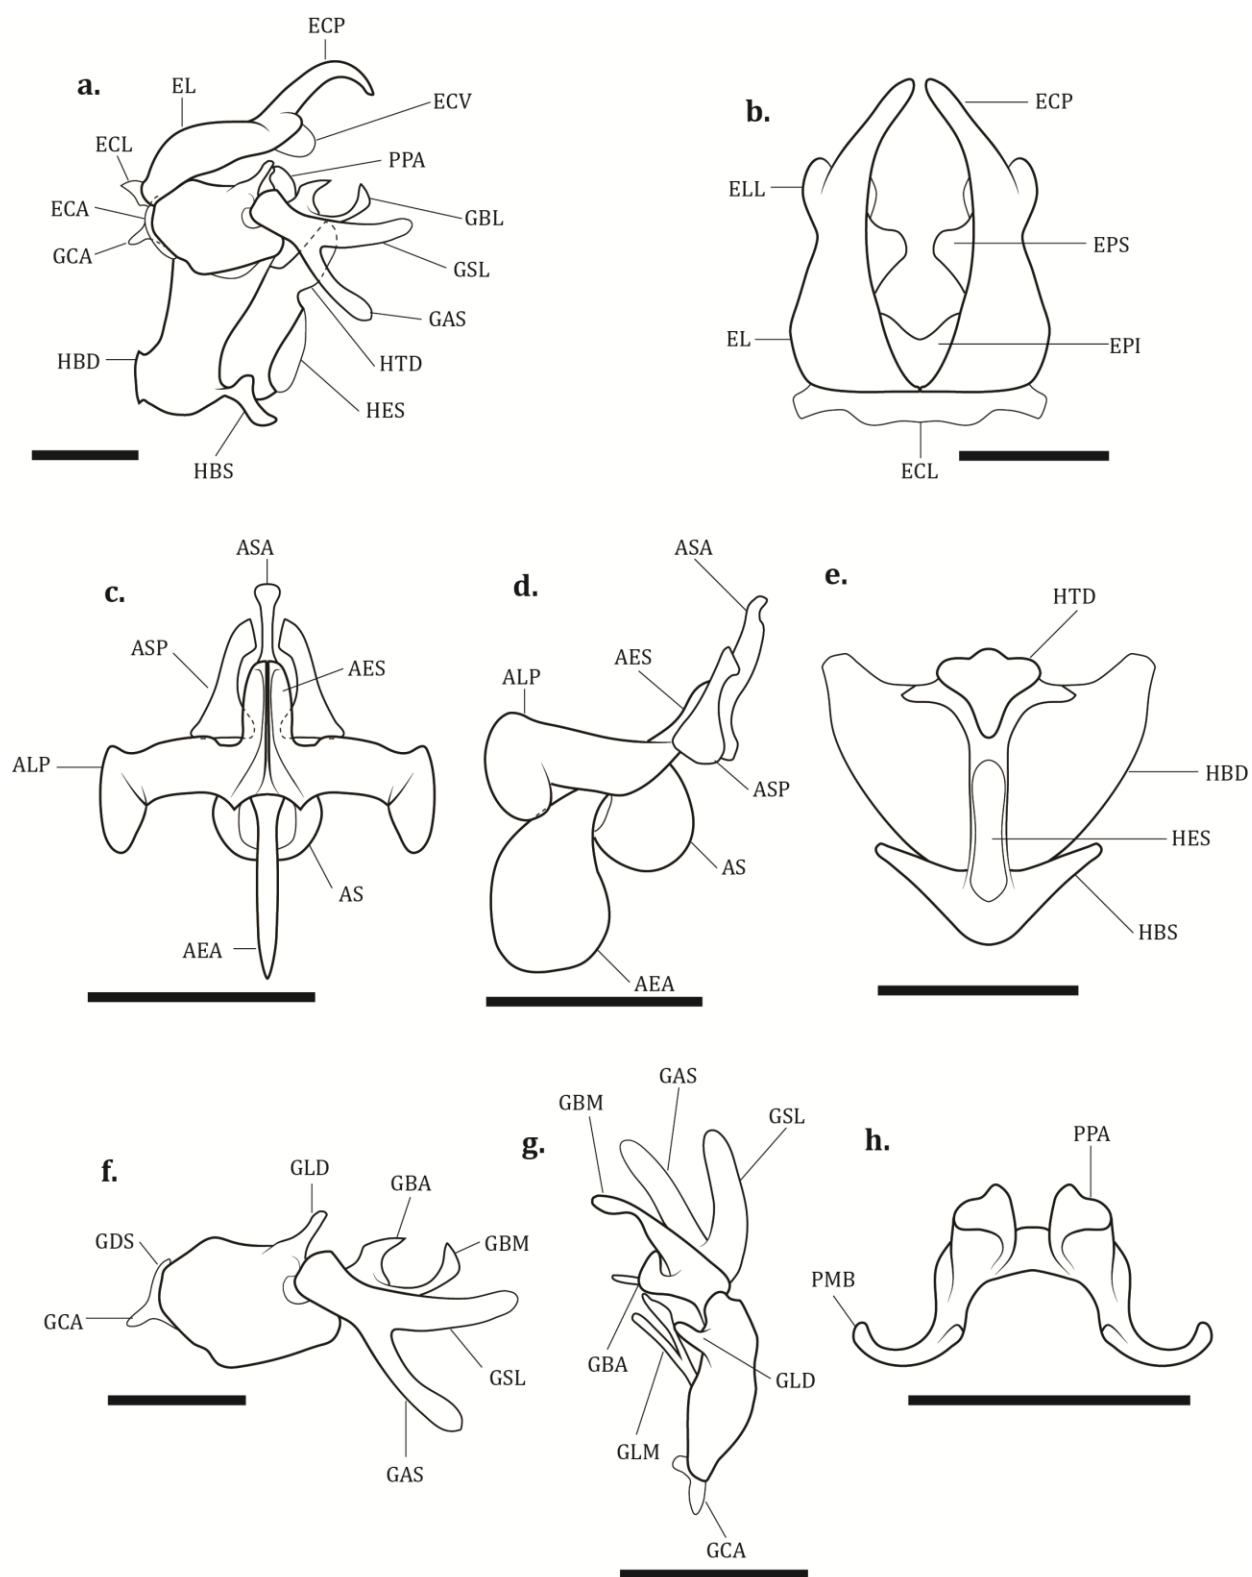 a.
ECP
EL
ECV
ECL
PPA
ECA
GBL
GCA
GSL
GAS
HBD
HTD
HES
HBS
b.
ECP
ELL
EPS
EL
EPI
ECL
c.
ASA
ASP
AES
ALP
AS
AEA
d.
ASA
AES
ALP
ASP
AS
AEA
e.
HTD
HBD
HES
HBS
f.
GLD
GBA
GDS
GBM
GCA
GSL
GAS
g.
GAS
GBM
GSL
GBA
GLD
GLM
GCA
h.
PPA
PMB